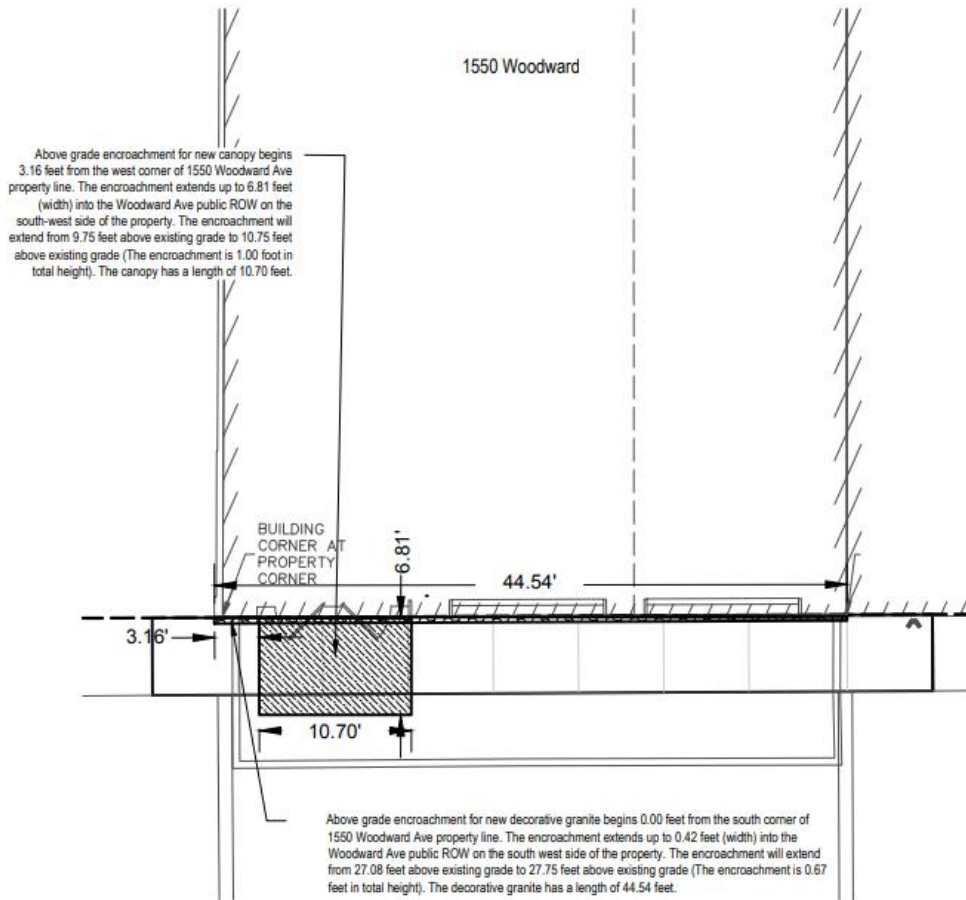 1550 Woodward
Above grade encroachment for new canopy begins
3.16 feet from the west corner of 1550 Woodward Ave
property line. The encroachment extends up to 6.81 feet
(width) into the Woodward Ave public ROW on the
south-west side of the property. The encroachment will
extend from 9.75 feet above existing grade to 10.75 feet
above existing grade (The encroachment is 1.00 foot in
total height). The canopy has a length of 10.70 feet.
BUILDING
CORNER AT
PROPERTY
CORNER
6.81'
44.54'
3.16'
10.70'
Above grade encroachment for new decorative granite begins 0.00 feet from the south corner of
1550 Woodward Ave property line. The encroachment extends up to 0.42 feet (width) into the
Woodward Ave public ROW on the south west side of the property. The encroachment will extend
from 27.08 feet above existing grade to 27.75 feet above existing grade (The encroachment is 0.67
feet in total height). The decorative granite has a length of 44.54 feet.